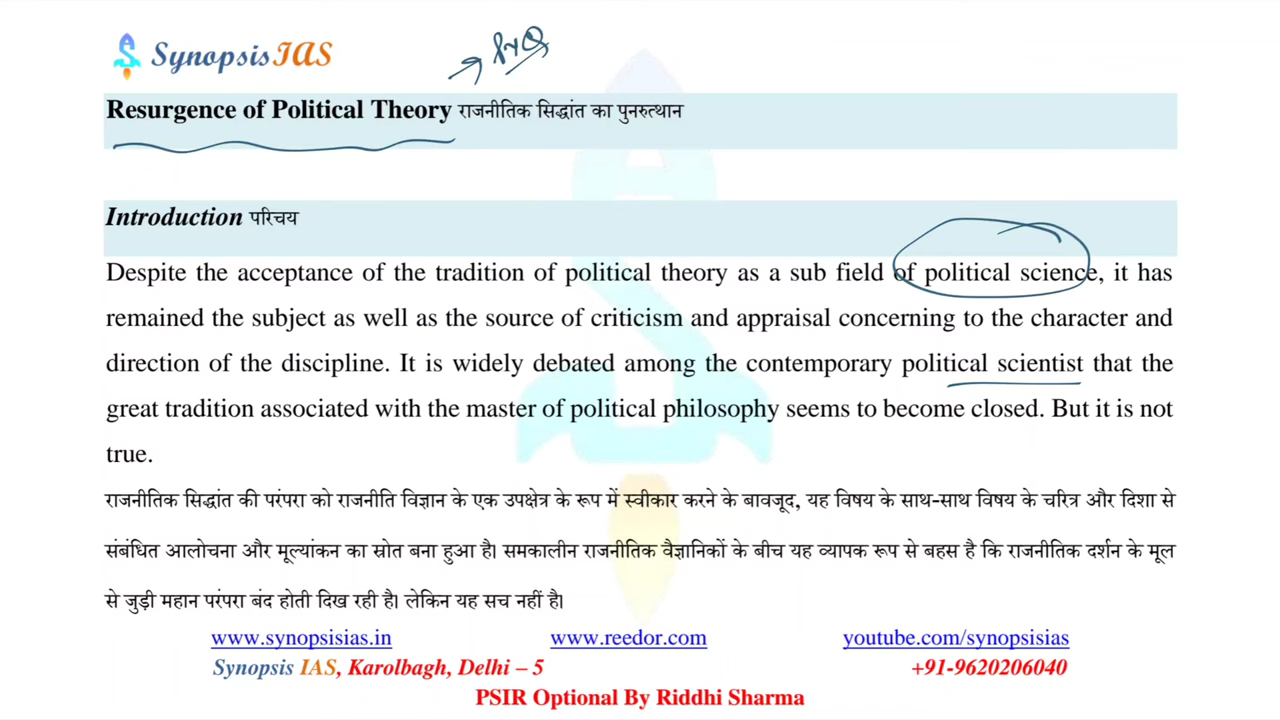 Synopsis IAS
PYQ
Resurgence of Political Theory राजनीतिक सिद्धांत का पुनरुत्थान
Introduction परिचय
Despite the acceptance of the tradition of political theory as a sub field of political science, it has
remained the subject as well as the source of criticism and appraisal concerning to the character and
direction of the discipline. It is widely debated among the contemporary political scientist that the
great tradition associated with the master of political philosophy seems to become closed. But it is not
true.
राजनीतिक सिद्धांत की परंपरा को राजनीति विज्ञान के एक उपक्षेत्र के रूप में स्वीकार करने के बावजूद, यह विषय के साथ-साथ विषय के चरित्र और दिशा से
संबंधित आलोचना और मूल्यांकन का स्रोत बना हुआ है। समकालीन राजनीतिक वैज्ञानिकों के बीच यह व्यापक रूप से बहस है कि राजनीतिक दर्शन के मूल
से जुड़ी महान परंपरा बंद होती दिख रही है। लेकिन यह सच नहीं है।
www.synopsisias.in www.reedor.com youtube.com/synopsisias
Synopsis IAS, Karolbagh, Delhi – 5 +91-9620206040
PSIR Optional By Riddhi Sharma